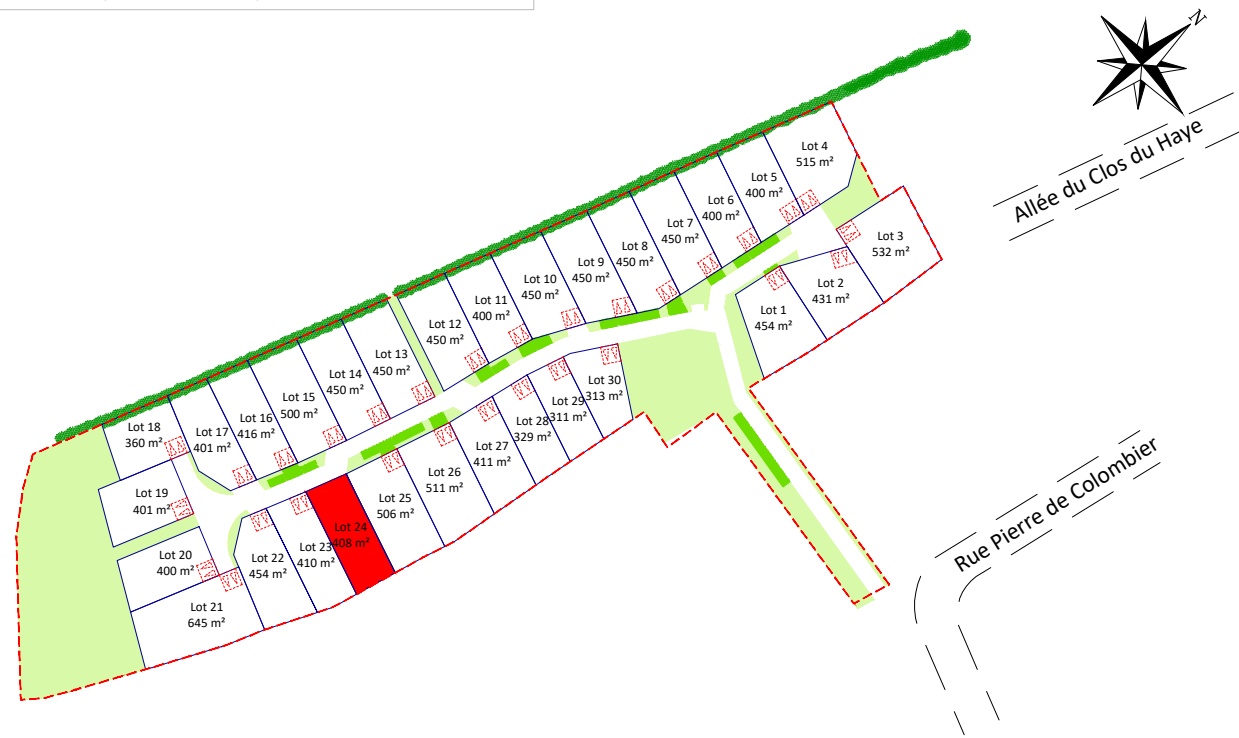 N
Allée du Clos du Haye
Lot 4
515 m²
Lot 5
400 m²
Lot 6
400 m²
Lot 7
450 m²
Lot 8
450 m²
Lot 9
450 m²
Lot 10
450 m²
Lot 11
400 m²
Lot 12
450 m²
Lot 3
532 m²
Lot 2
431 m²
Lot 1
454 m²
Lot 13
450 m²
Lot 14
450 m²
Lot 15
500 m²
Lot 16
416 m²
Lot 17
401 m²
Lot 18
360 m²
Lot 19
401 m²
Lot 20
400 m²
Lot 21
645 m²
Lot 22
454 m²
Lot 23
410 m²
Lot 24
408 m²
Lot 25
506 m²
Lot 26
511 m²
Lot 27
411 m²
Lot 28
329 m²
Lot 29
311 m²
Lot 30
313 m²
Rue Pierre de Colombier